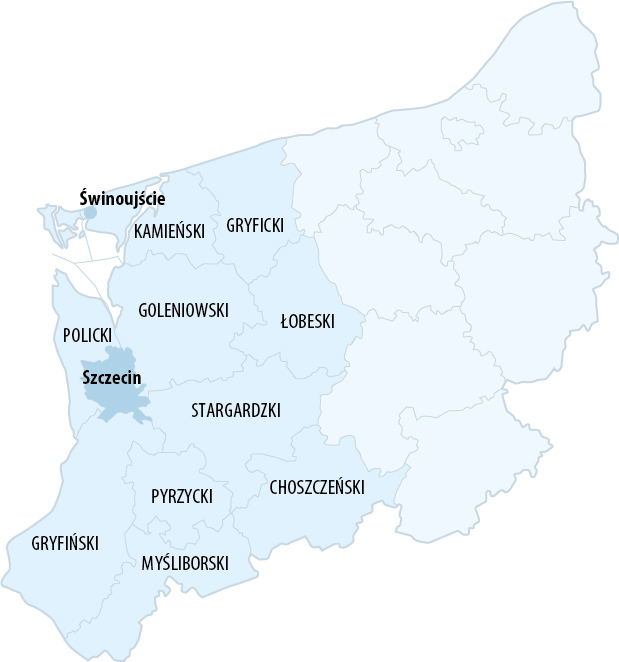 Świnoujście
KAMIEŃSKI
GRYFICKI
GOLENIOWSKI
ŁOBESKI
POLICKI
Szczecin
STARGARDZKI
CHOSZCZEŃSKI
PYRZYCKI
GRYFIŃSKI
MYŚLIBORSKI